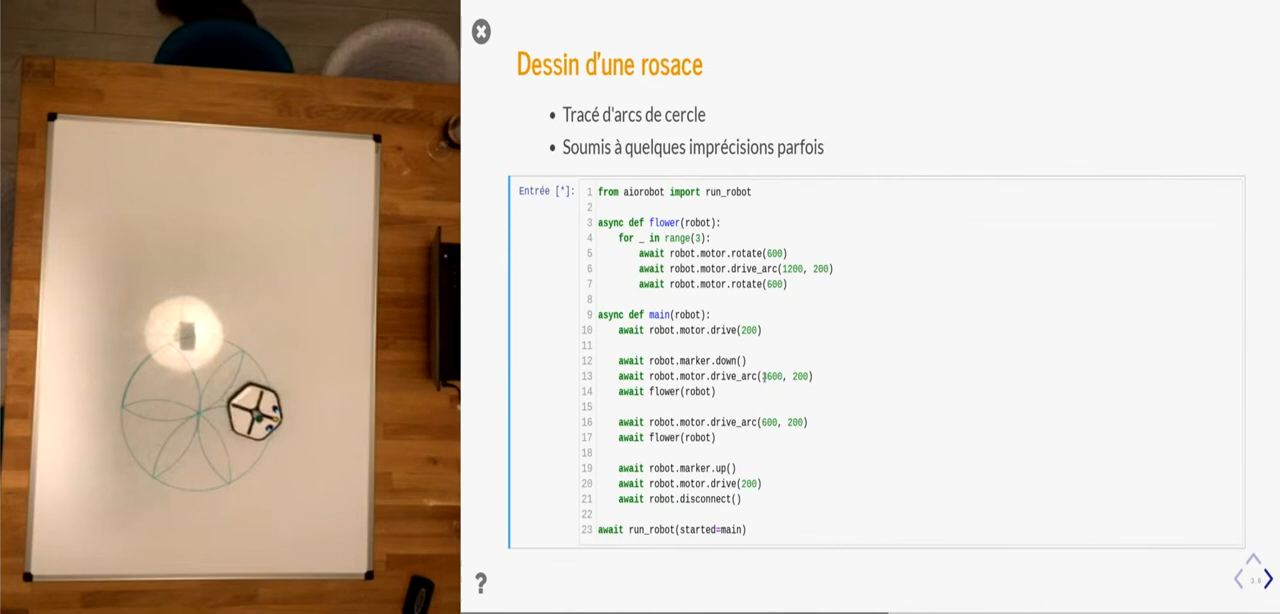 Dessin d'une rosace
• Tracé d'arcs de cercle
• Soumis à quelques imprécisions parfois
Entrée [*]:
1 from aiorobot import run_robot
2
3 async def flower(robot):
4     for _ in range(3):
5         await robot.motor.rotate(600)
6         await robot.motor.drive_arc(1200, 200)
7         await robot.motor.rotate(600)
8
9 async def main(robot):
10     await robot.motor.drive(200)
11
12     await robot.marker.down()
13     await robot.motor.drive_arc(3600, 200)
14     await flower(robot)
15
16     await robot.motor.drive_arc(600, 200)
17     await flower(robot)
18
19     await robot.marker.up()
20     await robot.motor.drive(200)
21     await robot.disconnect()
22
23 await run_robot(started=main)
?